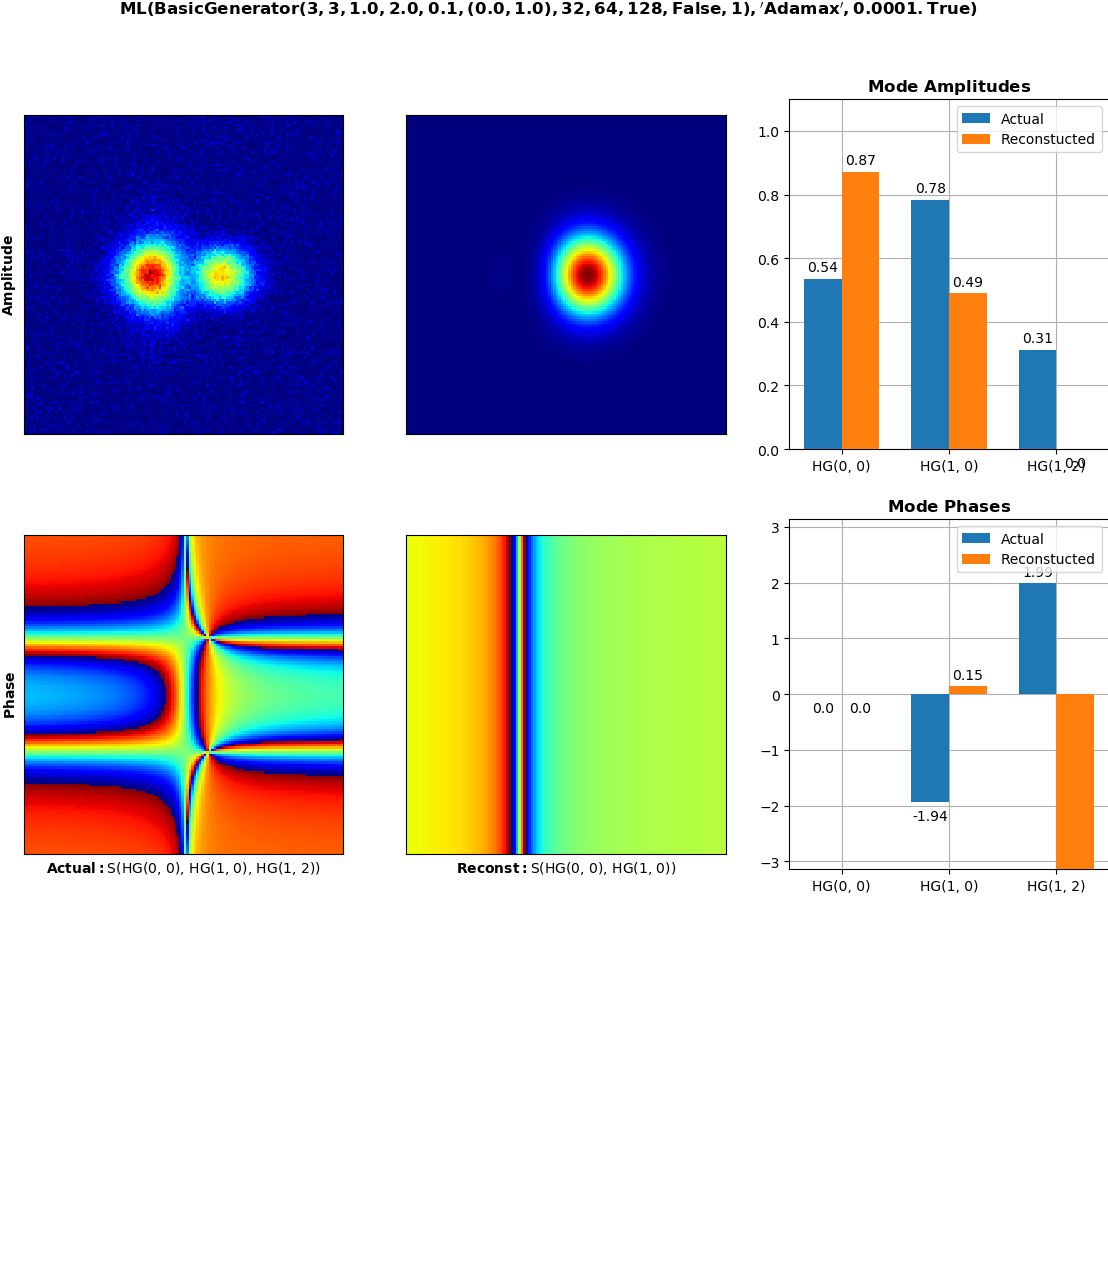 ML(BasicGenerator(3, 3, 1.0, 2.0, 0.1, (0.0, 1.0), 32, 64, 128, False, 1), ′Adamax′, 0.0001. True)
Mode Amplitudes
Amplitude
Actual
Reconstucted
1.0
0.8
0.6
0.4
0.2
0.0
0.54
0.87
0.78
0.49
0.31
0.0
HG(0, 0)
HG(1, 0)
HG(1, 2)
Mode Phases
Phase
Actual
Reconstucted
3
2
1
0
−1
−2
−3
0.0
0.0
-1.94
0.15
1.99
HG(0, 0)
HG(1, 0)
HG(1, 2)
Actual: S(HG(0, 0), HG(1, 0), HG(1, 2))
Reconst: S(HG(0, 0), HG(1, 0))